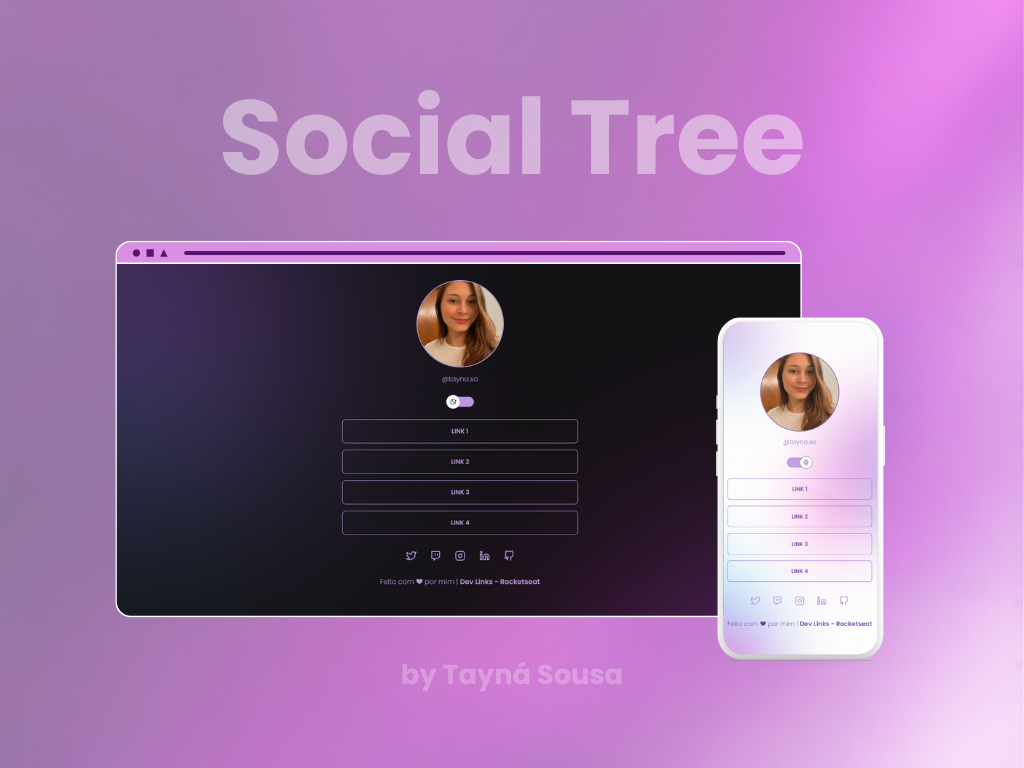 Social Tree
@tayna.so
LINK 1
LINK 2
LINK 3
LINK 4
Feito com ♥ por mim | Dev Links - Rocketseat
@tayna.so
LINK 1
LINK 2
LINK 3
LINK 4
Feito com ♥ por mim | Dev Links - Rocketseat
by Tayná Sousa